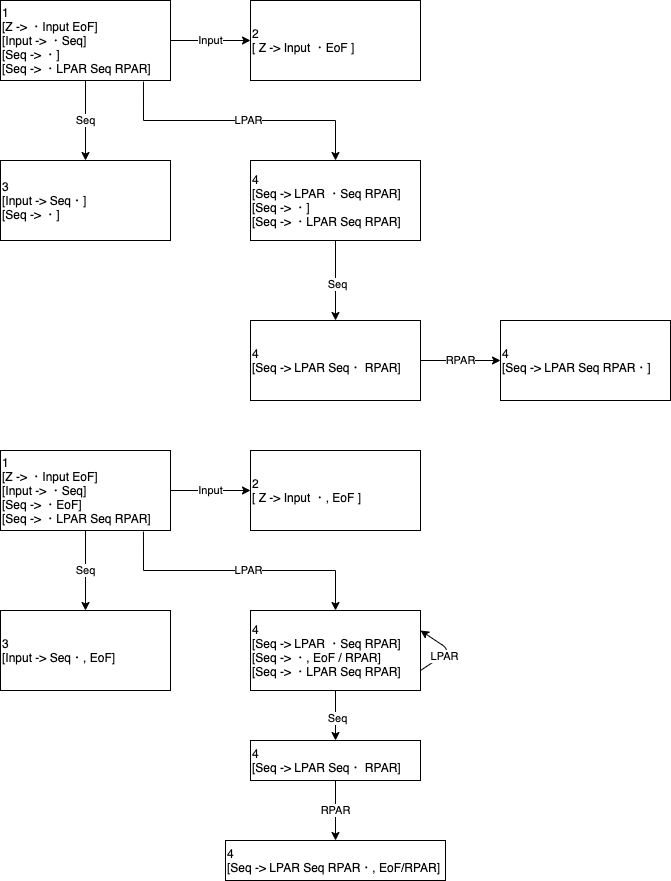 1
[Z -> · Input EoF]
[Input -> · Seq]
[Seq -> · ]
[Seq -> · LPAR Seq RPAR]
Input
2
[ Z -> Input · EoF ]
Seq
LPAR
3
[Input -> Seq · ]
[Seq -> · ]
4
[Seq -> LPAR · Seq RPAR]
[Seq -> · ]
[Seq -> · LPAR Seq RPAR]
Seq
4
[Seq -> LPAR Seq · RPAR]
RPAR
4
[Seq -> LPAR Seq RPAR · ]
1
[Z -> · Input EoF]
[Input -> · Seq]
[Seq -> · EoF]
[Seq -> · LPAR Seq RPAR]
Input
2
[ Z -> Input · , EoF ]
Seq
LPAR
3
[Input -> Seq · , EoF]
4
[Seq -> LPAR · Seq RPAR]
[Seq -> · , EoF / RPAR]
[Seq -> · LPAR Seq RPAR]
LPAR
Seq
4
[Seq -> LPAR Seq · RPAR]
RPAR
4
[Seq -> LPAR Seq RPAR · , EoF/RPAR]